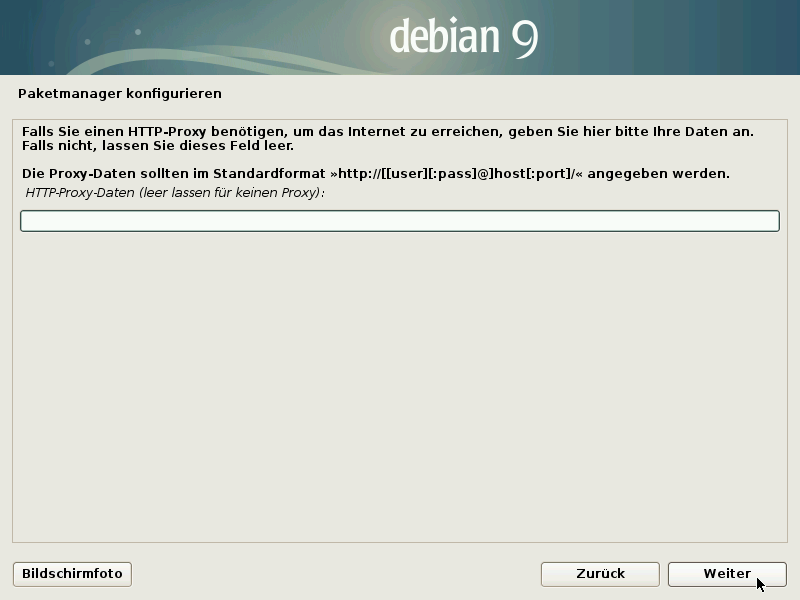 debian 9
Paketmanager konfigurieren
Falls Sie einen HTTP-Proxy benötigen, um das Internet zu erreichen, geben Sie hier bitte Ihre Daten an.
Falls nicht, lassen Sie dieses Feld leer.
Die Proxy-Daten sollten im Standardformat »http://[[user][:pass]@]host[:port]/« angegeben werden.
HTTP-Proxy-Daten (leer lassen für keinen Proxy):
Bildschirmfoto
Zurück
Weiter